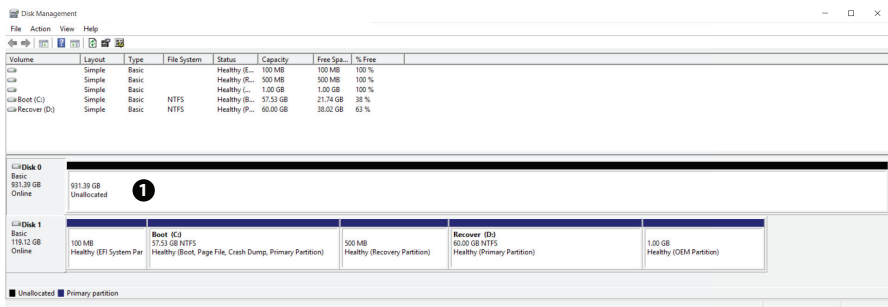 Disk Management
File Action View Help
Volume Layout Type File System Status Capacity Free Spa... % Free
Simple Basic Healthy (E... 100 MB 100 MB 100 %
Simple Basic Healthy (R... 500 MB 500 MB 100 %
Simple Basic Healthy (... 1.00 GB 1.00 GB 100 %
Boot (C:) Simple Basic NTFS Healthy (B... 57.53 GB 21.74 GB 38 %
Recover (D:) Simple Basic NTFS Healthy (P... 60.00 GB 38.02 GB 63 %
Disk 0
Basic
931.39 GB
Online
931.39 GB
Unallocated
1
Disk 1
Basic
119.12 GB
Online
100 MB
Healthy (EFI System Par
Boot (C:)
57.53 GB NTFS
Healthy (Boot, Page File, Crash Dump, Primary Partition)
500 MB
Healthy (Recovery Partition)
Recover (D:)
60.00 GB NTFS
Healthy (Primary Partition)
1.00 GB
Healthy (OEM Partition)
Unallocated Primary partition